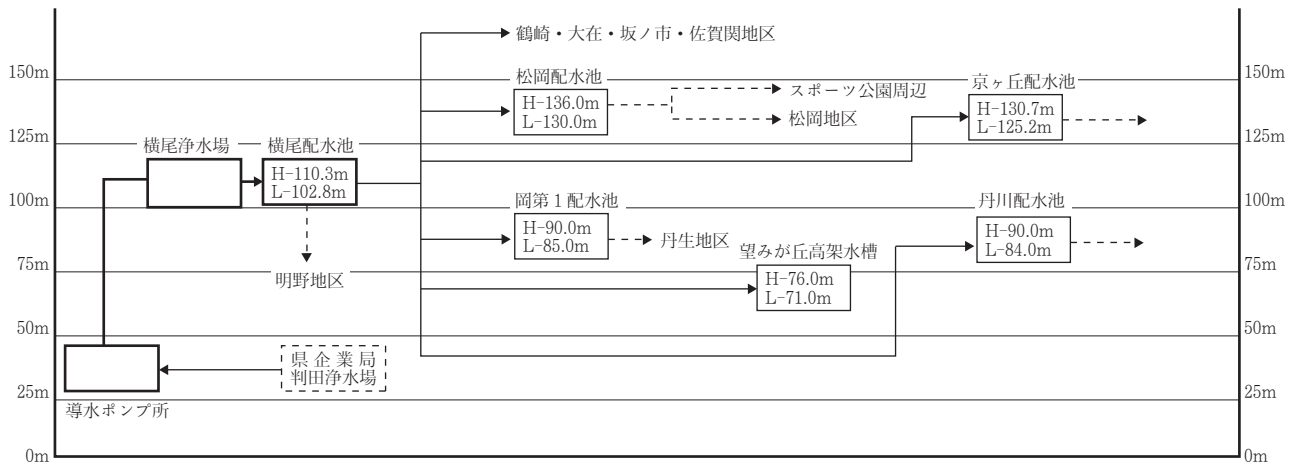 鶴崎・大在・坂ノ市・佐賀関地区
150m
150m
松岡配水池
京ヶ丘配水池
スポーツ公園周辺
H-136.0m
L-130.0m
H-130.7m
L-125.2m
松岡地区
125m
125m
横尾浄水場
横尾配水池
H-110.3m
L-102.8m
100m
100m
岡第1配水池
丹川配水池
H-90.0m
L-85.0m
丹生地区
H-90.0m
L-84.0m
望みが丘高架水槽
75m
75m
明野地区
H-76.0m
L-71.0m
50m
50m
県企業局
判田浄水場
25m
25m
導水ポンプ所
0m
0m